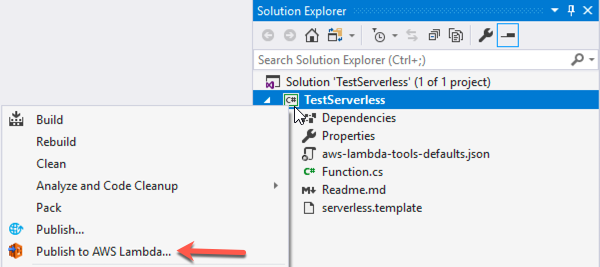 Solution Explorer
Search Solution Explorer (Ctrl+;)
Solution 'TestServerless' (1 of 1 project)
C# TestServerless
Dependencies
Properties
aws-lambda-tools-defaults.json
C# Function.cs
Readme.md
serverless.template
Build
Rebuild
Clean
Analyze and Code Cleanup
Pack
Publish...
Publish to AWS Lambda...